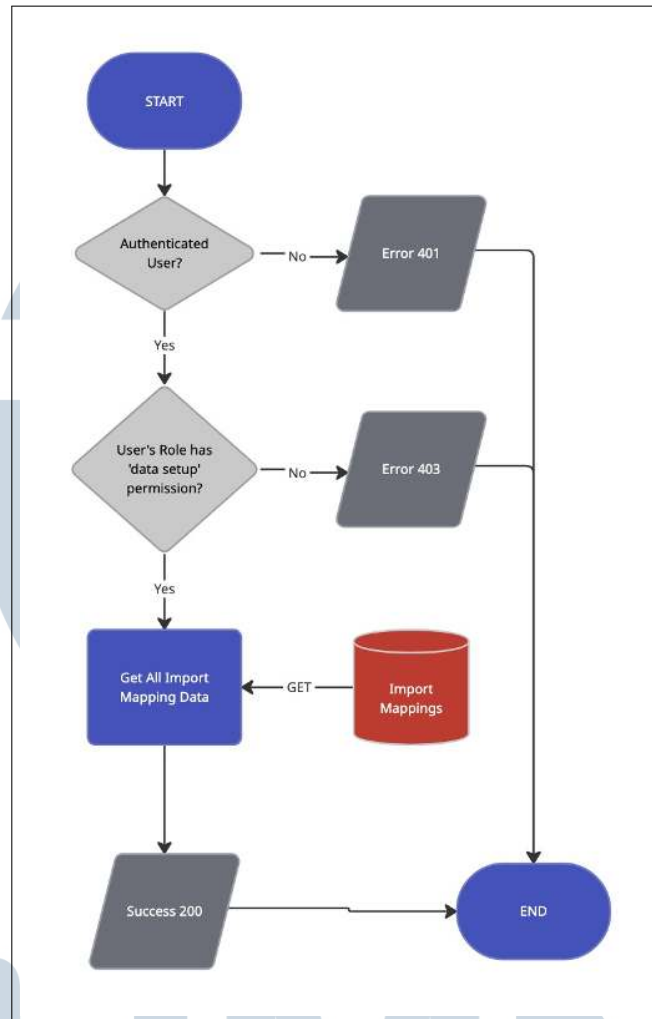 START
Authenticated
User?
No
Error 401
Yes
User's Role has
'data setup'
permission?
No
Error 403
Yes
Get All Import
Mapping Data
GET
Import
Mappings
Success 200
END